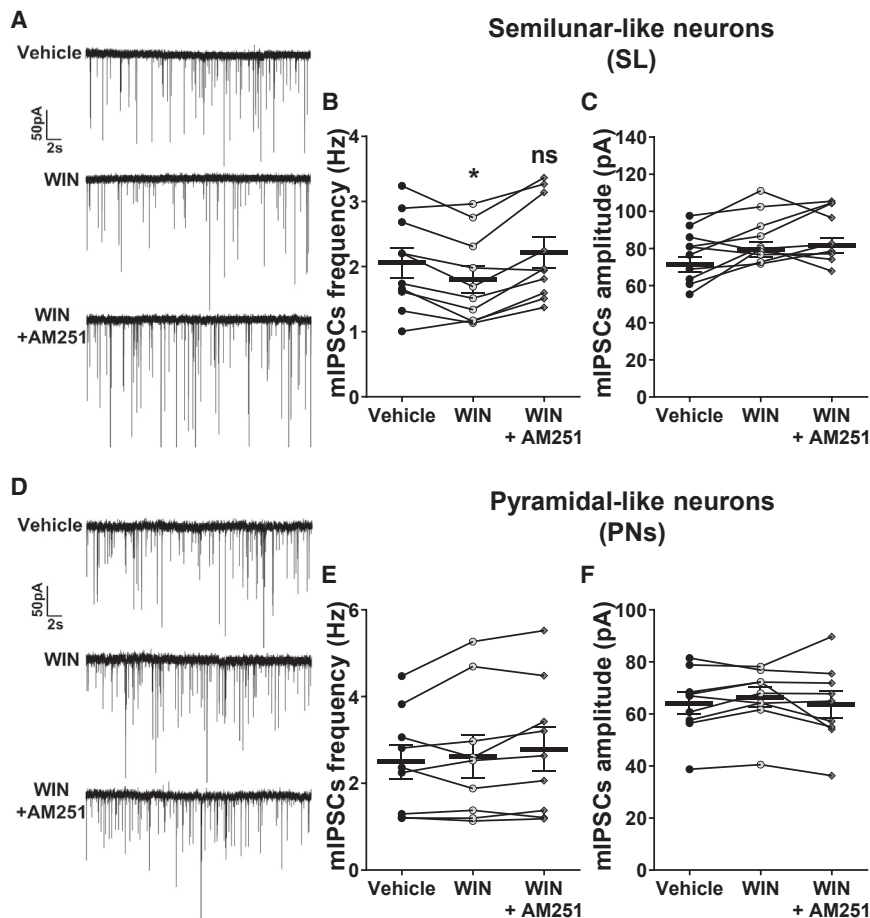 A
Semilunar-like neurons
(SL)
Vehicle
50pA
2s
WIN
WIN
+AM251
B
mIPSCs frequency (Hz)
4
3
2
1
0
*
ns
Vehicle
WIN
WIN
+ AM251
C
mIPSCs amplitude (pA)
140
120
100
80
60
40
20
0
Vehicle
WIN
WIN
+ AM251
D
Pyramidal-like neurons
(PNs)
Vehicle
50pA
2s
WIN
WIN
+AM251
E
mIPSCs frequency (Hz)
6
4
2
0
Vehicle
WIN
WIN
+ AM251
F
mIPSCs amplitude (pA)
100
80
60
40
20
0
Vehicle
WIN
WIN
+ AM251